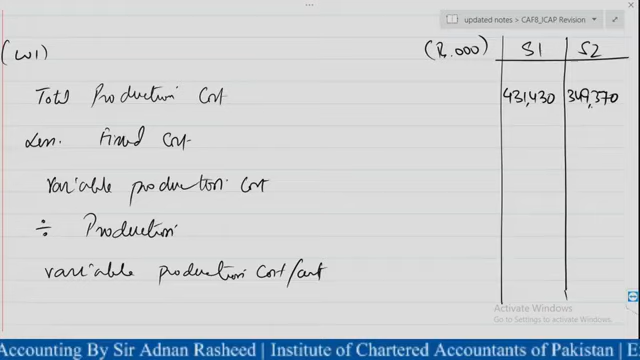 updated notes > CAF8_ICAP Revision
(W1) (R.000) S1 S2
Total Production Cost 431,430 349,370
Less. Fixed Cost
Variable production Cost
÷ Production
variable production Cost/unit
Activate Windows
Go to Settings to activate Windows.
Accounting By Sir Adnan Rasheed | Institute of Chartered Accountants of Pakistan | E